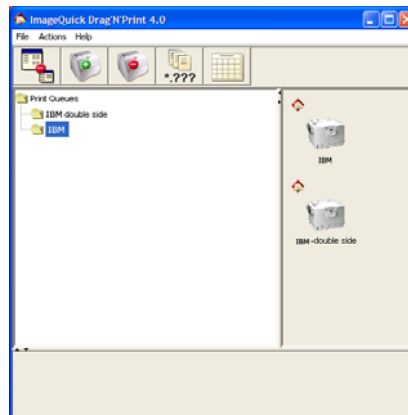 ImageQuick Drag'N'Print 4.0
File Actions Help
*.???
Print Queues
IBM double side
IBM
IBM
IBM-double side